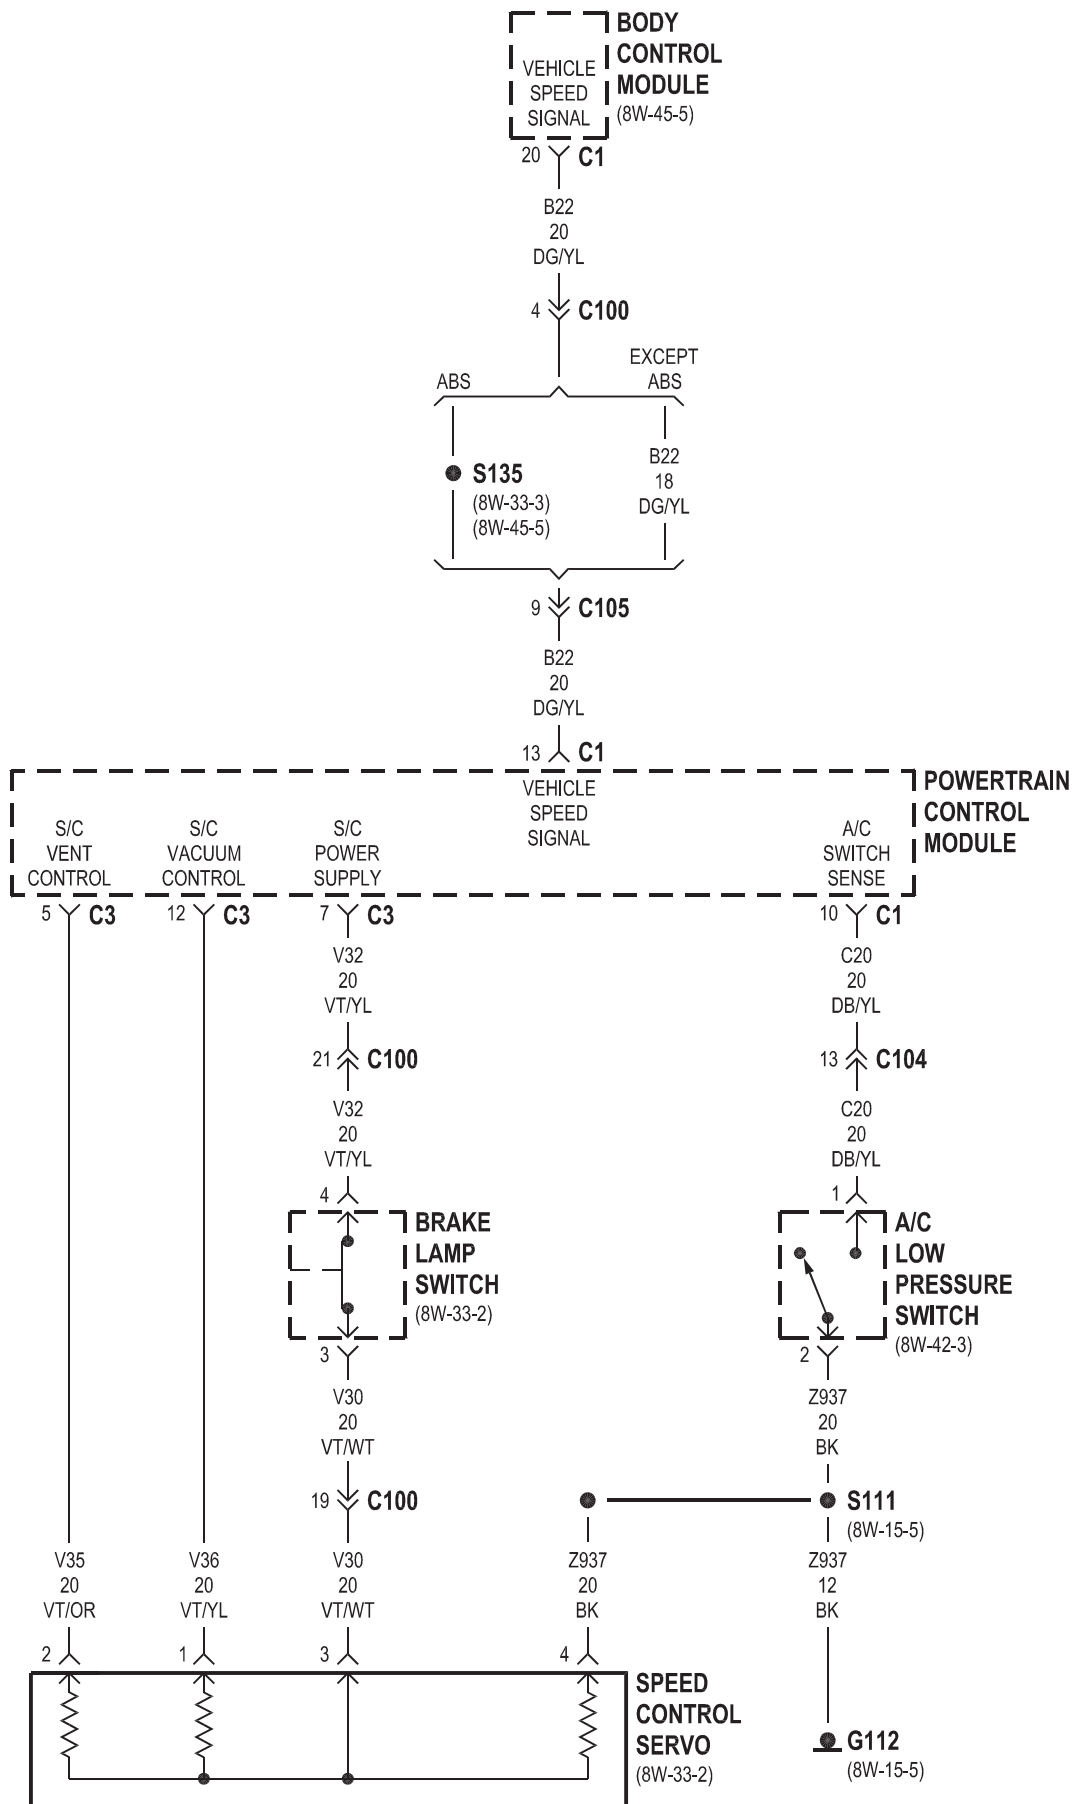 BODY
CONTROL
MODULE
(8W-45-5)
VEHICLE
SPEED
SIGNAL
20 C1
B22
20
DG/YL
4 C100
ABS
EXCEPT
ABS
S135
(8W-33-3)
(8W-45-5)
B22
18
DG/YL
9 C105
B22
20
DG/YL
13 C1
POWERTRAIN
CONTROL
MODULE
S/C
VENT
CONTROL
S/C
VACUUM
CONTROL
S/C
POWER
SUPPLY
VEHICLE
SPEED
SIGNAL
A/C
SWITCH
SENSE
5 C3
12 C3
7 C3
10 C1
V32
20
VT/YL
C20
20
DB/YL
21 C100
13 C104
V32
20
VT/YL
C20
20
DB/YL
4
1
BRAKE
LAMP
SWITCH
(8W-33-2)
A/C
LOW
PRESSURE
SWITCH
(8W-42-3)
3
2
V30
20
VT/WT
Z937
20
BK
19 C100
S111
(8W-15-5)
V35
20
VT/OR
V36
20
VT/YL
V30
20
VT/WT
Z937
20
BK
Z937
12
BK
2
1
3
4
SPEED
CONTROL
SERVO
(8W-33-2)
G112
(8W-15-5)